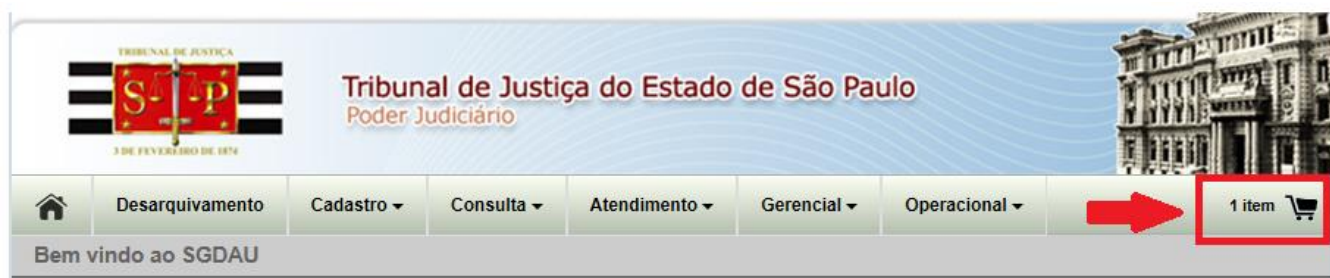 TRIBUNAL DE JUSTIÇA
S P
3 DE FEVEREIRO DE 1874
Tribunal de Justiça do Estado de São Paulo
Poder Judiciário
Desarquivamento Cadastro Consulta Atendimento Gerencial Operacional 1 item
Bem vindo ao SGDAU